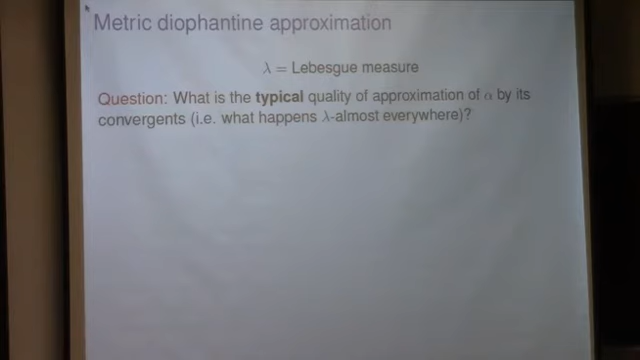 Metric diophantine approximation
λ = Lebesgue measure
Question: What is the typical quality of approximation of α by its
convergents (i.e. what happens λ-almost everywhere)?